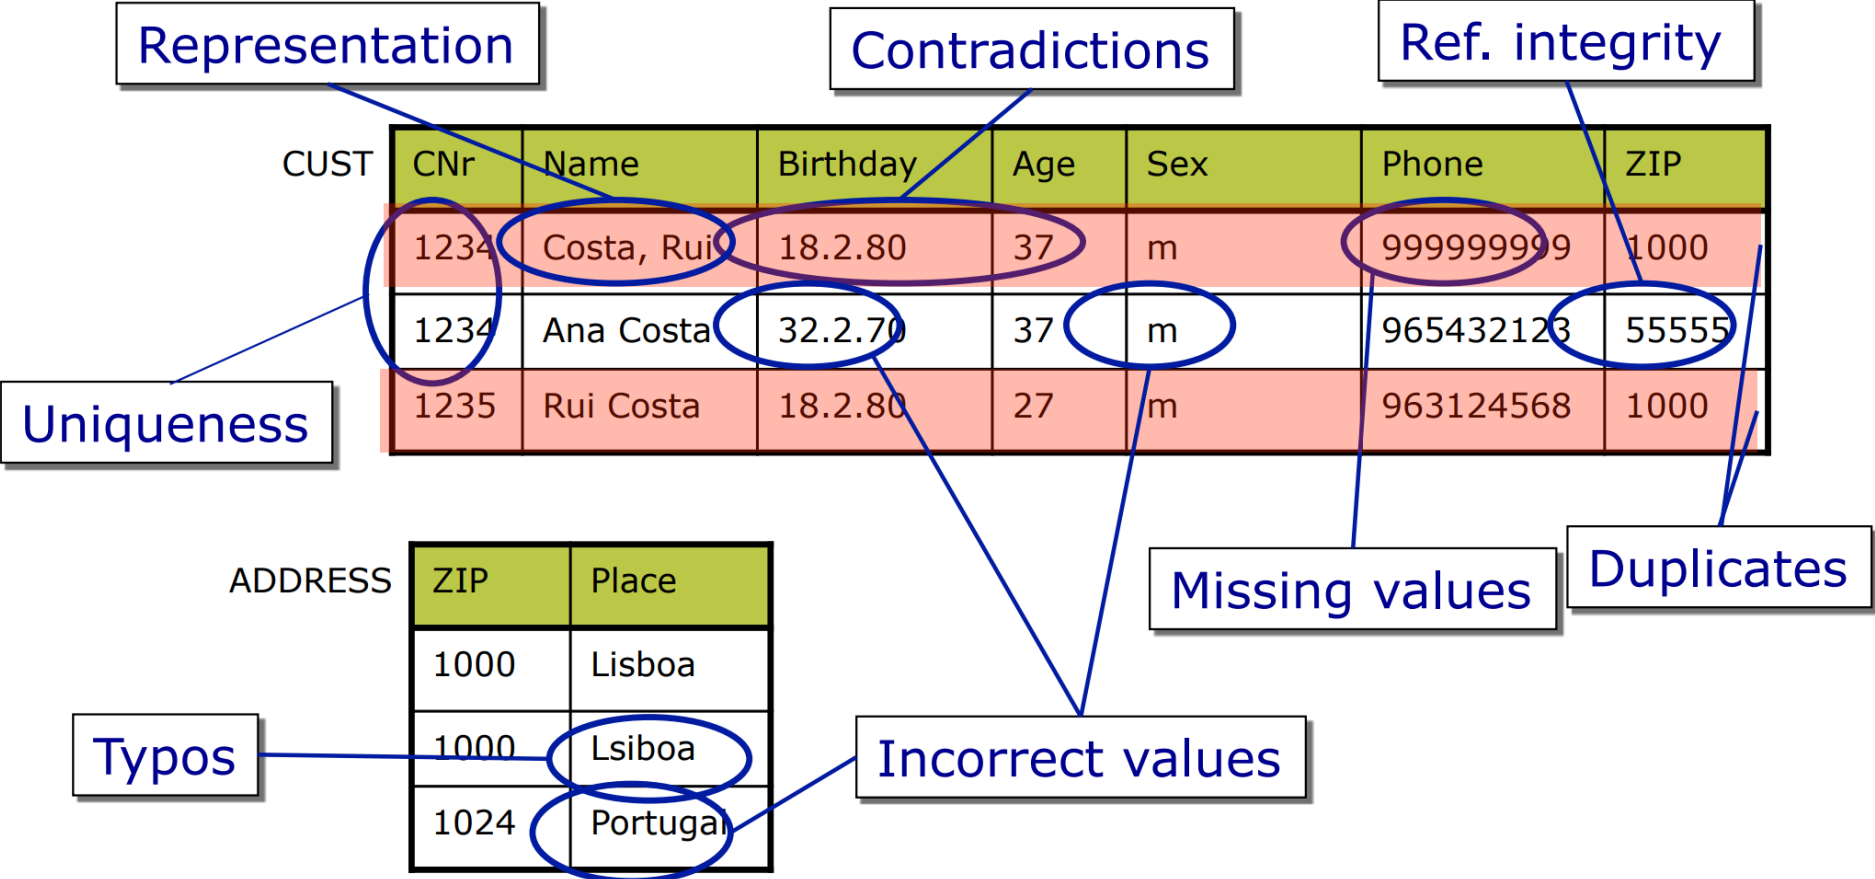 Representation
Contradictions
Ref. integrity
CUST
CNr Name Birthday Age Sex Phone ZIP
1234 Costa, Rui 18.2.80 37 m 999999999 1000
1234 Ana Costa 32.2.70 37 m 965432123 55555
1235 Rui Costa 18.2.80 27 m 963124568 1000
Uniqueness
Missing values
Duplicates
ADDRESS
ZIP Place
1000 Lisboa
1000 Lsiboa
1024 Portugal
Typos
Incorrect values